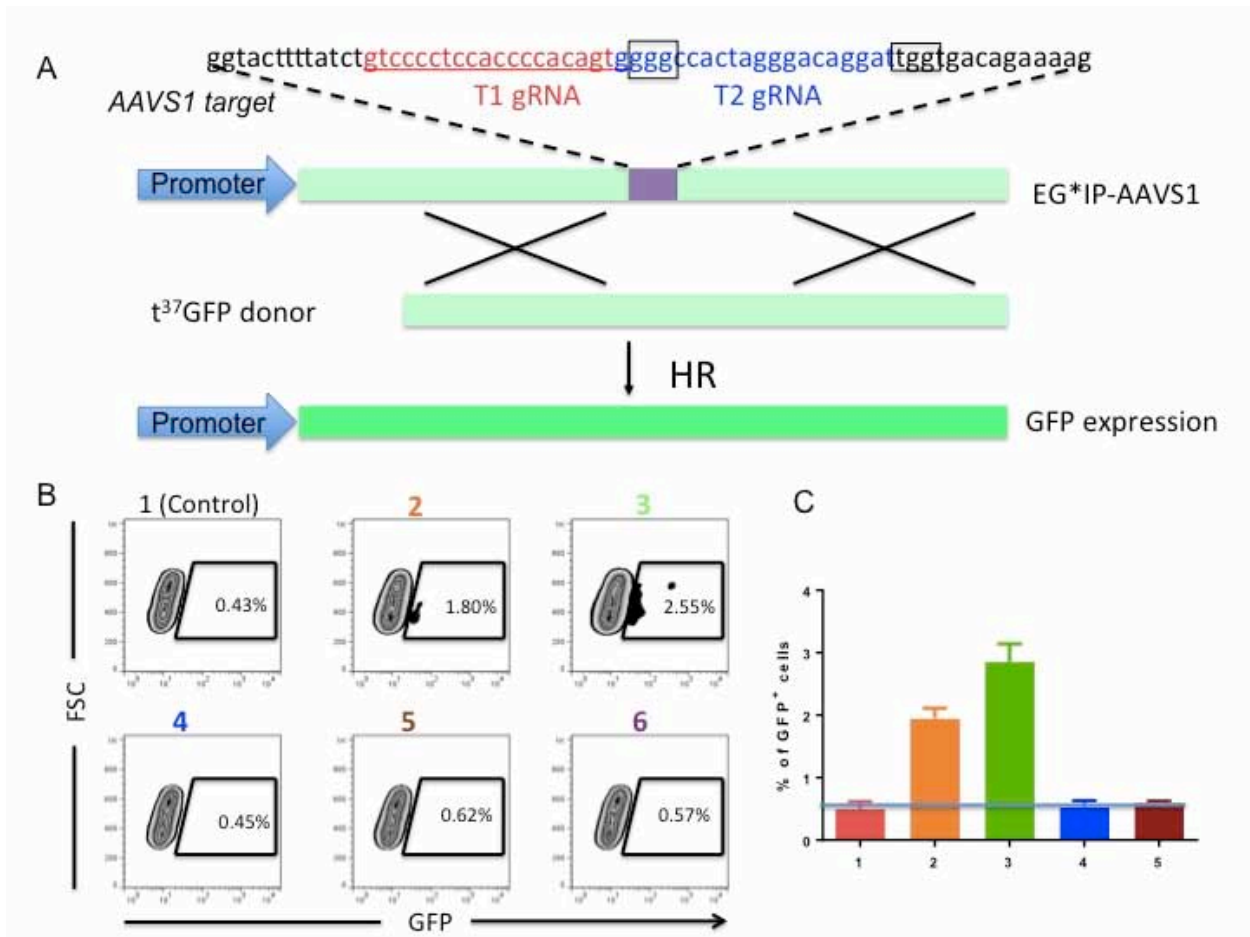 A
ggtacttttatctgtcccctccaccccacagtggggccactagggacaggattggtgacagaaaag
T1 gRNA T2 gRNA
AAVS1 target
Promoter
EG*IP-AAVS1
t³⁷GFP donor
HR
Promoter
GFP expression
B
1 (Control) 2 3
0.43% 1.80% 2.55%
4 5 6
0.45% 0.62% 0.57%
FSC
GFP
C
% of GFP⁺ cells
4
3
2
1
0
1 2 3 4 5